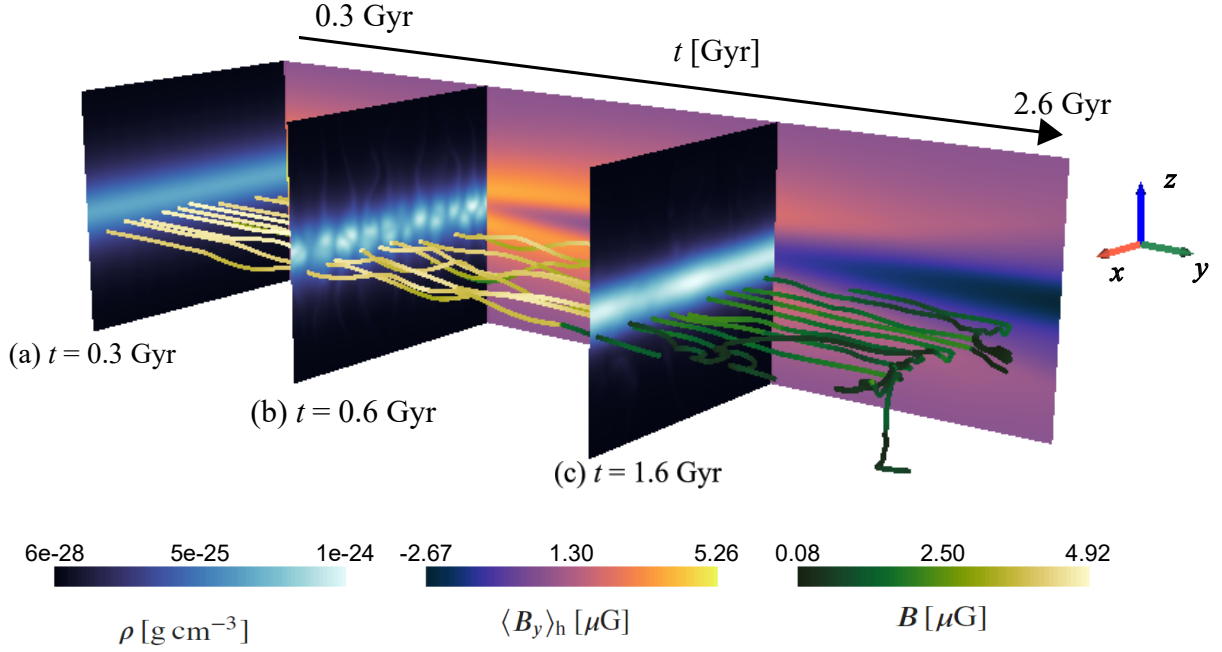 0.3 Gyr
t [Gyr]
2.6 Gyr
z
x
y
(a) t = 0.3 Gyr
(b) t = 0.6 Gyr
(c) t = 1.6 Gyr
6e-28 5e-25 1e-24
-2.67 1.30 5.26
0.08 2.50 4.92
ρ [g cm⁻³]
⟨B_y⟩_h [μG]
B [μG]